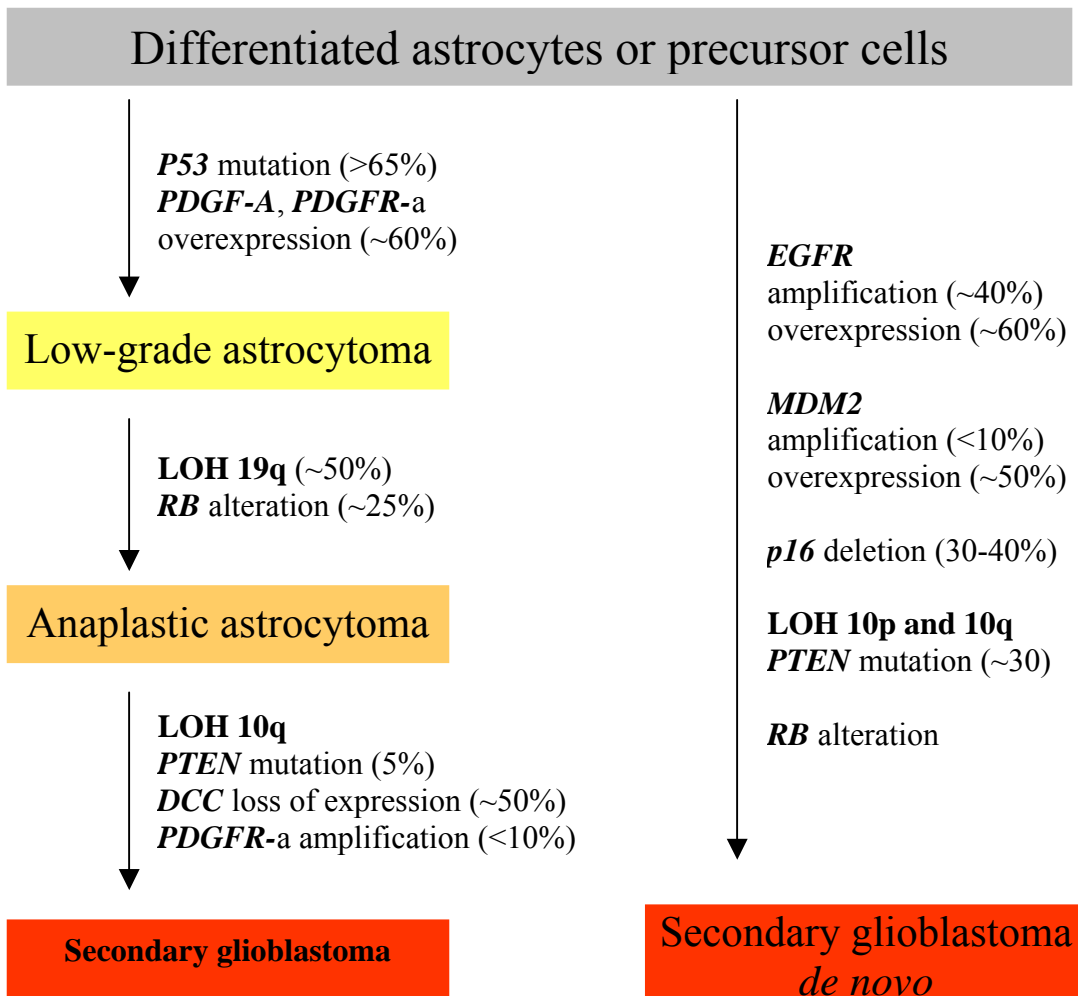 Differentiated astrocytes or precursor cells
P53 mutation (>65%)
PDGF-A, PDGFR-a
overexpression (~60%)
Low-grade astrocytoma
LOH 19q (~50%)
RB alteration (~25%)
Anaplastic astrocytoma
LOH 10q
PTEN mutation (5%)
DCC loss of expression (~50%)
PDGFR-a amplification (<10%)
Secondary glioblastoma
EGFR
amplification (~40%)
overexpression (~60%)
MDM2
amplification (<10%)
overexpression (~50%)
p16 deletion (30-40%)
LOH 10p and 10q
PTEN mutation (~30)
RB alteration
Secondary glioblastoma
de novo